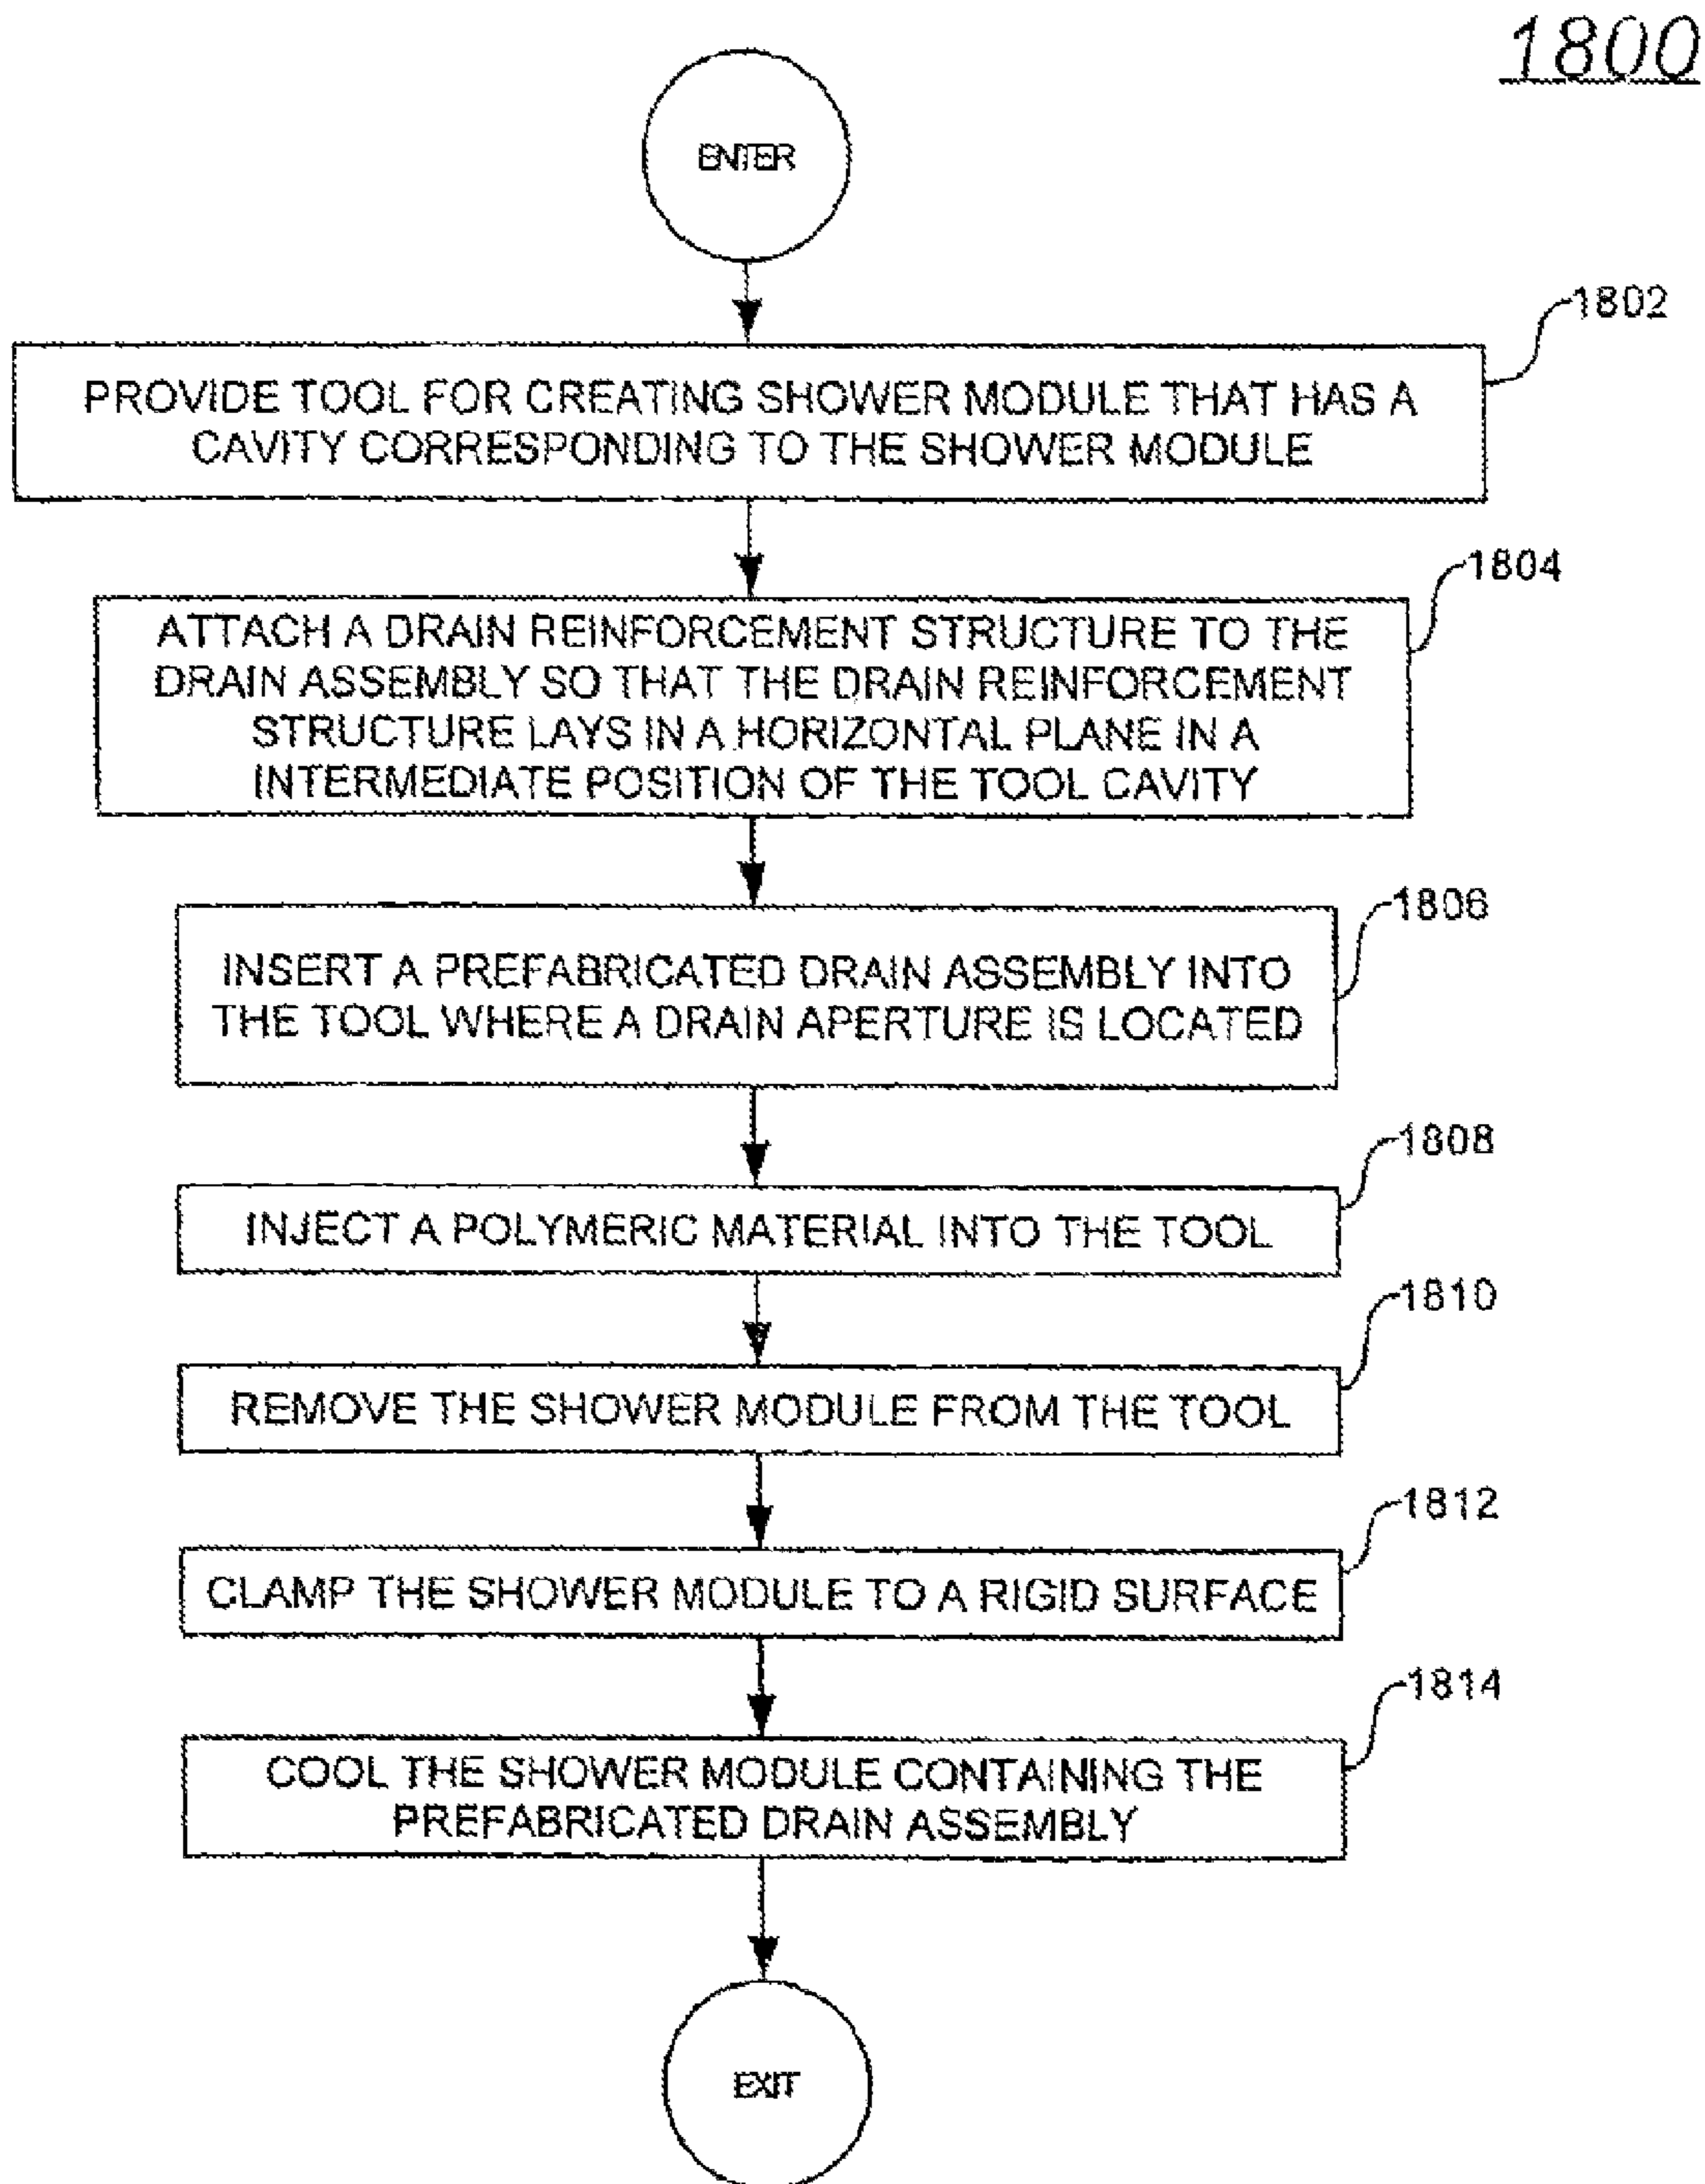 1800
ENTER
1802
PROVIDE TOOL FOR CREATING SHOWER MODULE THAT HAS A
CAVITY CORRESPONDING TO THE SHOWER MODULE
1804
ATTACH A DRAIN REINFORCEMENT STRUCTURE TO THE
DRAIN ASSEMBLY SO THAT THE DRAIN REINFORCEMENT
STRUCTURE LAYS IN A HORIZONTAL PLANE IN A
INTERMEDIATE POSITION OF THE TOOL CAVITY
1806
INSERT A PREFABRICATED DRAIN ASSEMBLY INTO
THE TOOL WHERE A DRAIN APERTURE IS LOCATED
1808
INJECT A POLYMERIC MATERIAL INTO THE TOOL
1810
REMOVE THE SHOWER MODULE FROM THE TOOL
1812
CLAMP THE SHOWER MODULE TO A RIGID SURFACE
1814
COOL THE SHOWER MODULE CONTAINING THE
PREFABRICATED DRAIN ASSEMBLY
EXIT